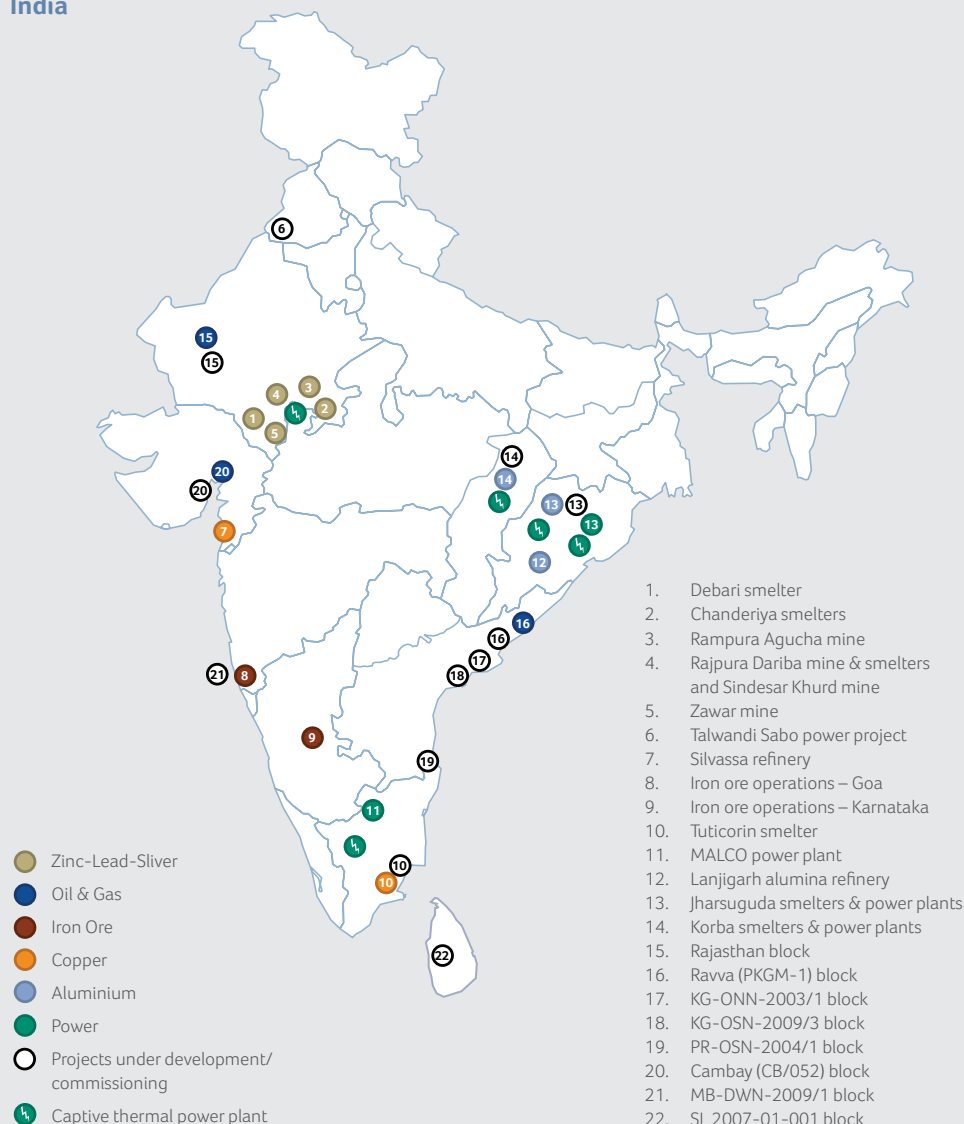 India
6
15
15
4
3
1
2
5
20
20
7
14
14
13
13
13
12
16
16
17
18
21
8
9
19
11
10
10
22
Zinc-Lead-Sliver
Oil & Gas
Iron Ore
Copper
Aluminium
Power
Projects under development/
commissioning
Captive thermal power plant
1. Debari smelter
2. Chanderiya smelters
3. Rampura Agucha mine
4. Rajpura Dariba mine & smelters
and Sindesar Khurd mine
5. Zawar mine
6. Talwandi Sabo power project
7. Silvassa refinery
8. Iron ore operations – Goa
9. Iron ore operations – Karnataka
10. Tuticorin smelter
11. MALCO power plant
12. Lanjigarh alumina refinery
13. Jharsuguda smelters & power plants
14. Korba smelters & power plants
15. Rajasthan block
16. Ravva (PKGM-1) block
17. KG-ONN-2003/1 block
18. KG-OSN-2009/3 block
19. PR-OSN-2004/1 block
20. Cambay (CB/052) block
21. MB-DWN-2009/1 block
22. SL 2007-01-001 block